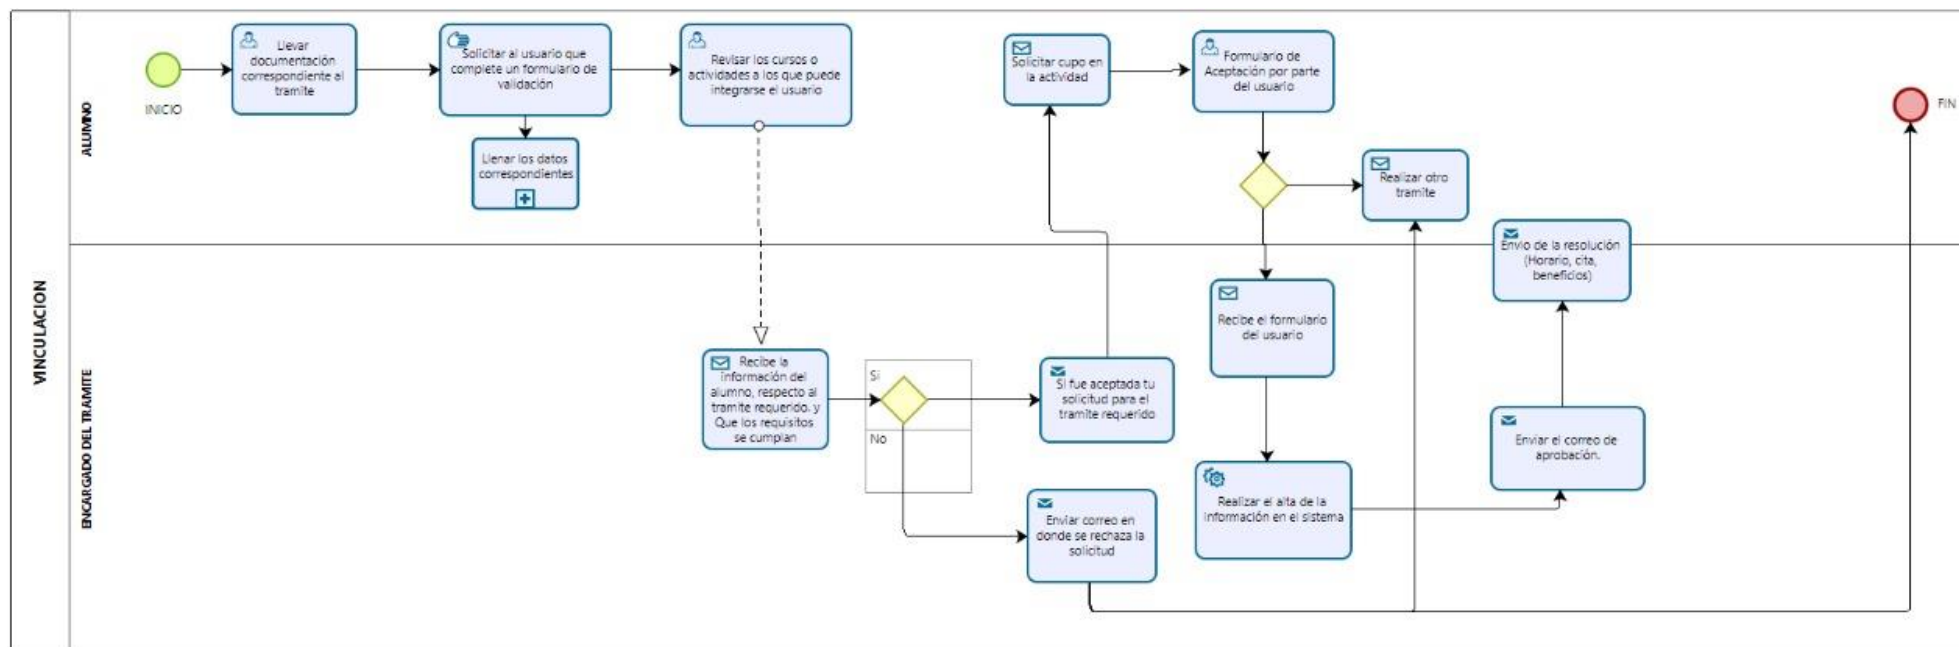 VINCULACION
ALUMNO
ENCARGADO DEL TRAMITE
INICIO
Llevar
documentación
correspondiente al
tramite
Solicitar al usuario que
complete un formulario de
validación
Llenar los datos
correspondientes
Revisar los cursos o
actividades a los que puede
integrarse el usuario
Solicitar cupo en
la actividad
Formulario de
Aceptación por parte
del usuario
Realizar otro
tramite
FIN
Envio de la resolución
(Horario, cita,
beneficios)
Recibe el formulario
del usuario
Recibe la
información del
alumno, respecto al
tramite requerido. y
Que los requisitos
se cumplan
Si
No
Si fue aceptada tu
solicitud para el
tramite requerido
Enviar el correo de
aprobación.
Realizar el alta de la
información en el sistema
Enviar correo en
donde se rechaza la
solicitud